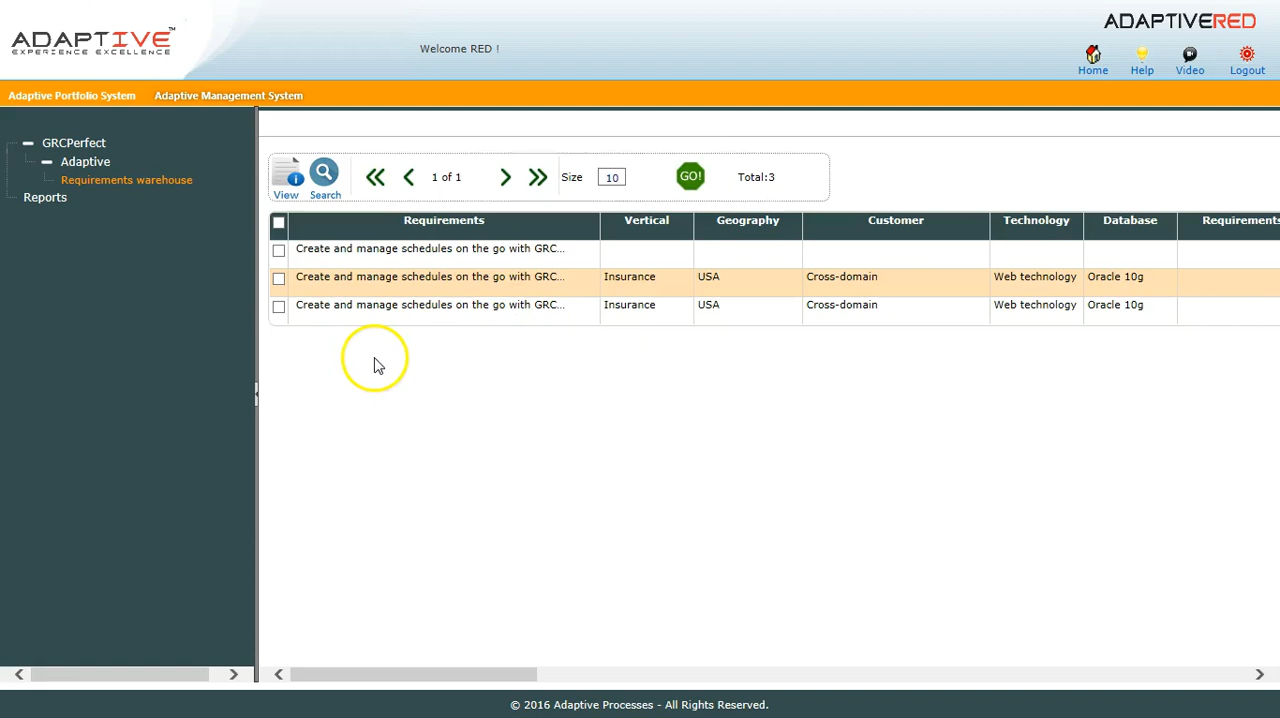 ADAPTIVE™
EXPERIENCE EXCELLENCE
Welcome RED !
ADAPTIVERED
Home Help Video Logout
Adaptive Portfolio System Adaptive Management System
GRCPerfect
Adaptive
Requirements warehouse
Reports
View Search 1 of 1 Size 10 GO! Total:3
Requirements Vertical Geography Customer Technology Database Requirements
Create and manage schedules on the go with GRC...
Create and manage schedules on the go with GRC... Insurance USA Cross-domain Web technology Oracle 10g
Create and manage schedules on the go with GRC... Insurance USA Cross-domain Web technology Oracle 10g
© 2016 Adaptive Processes - All Rights Reserved.